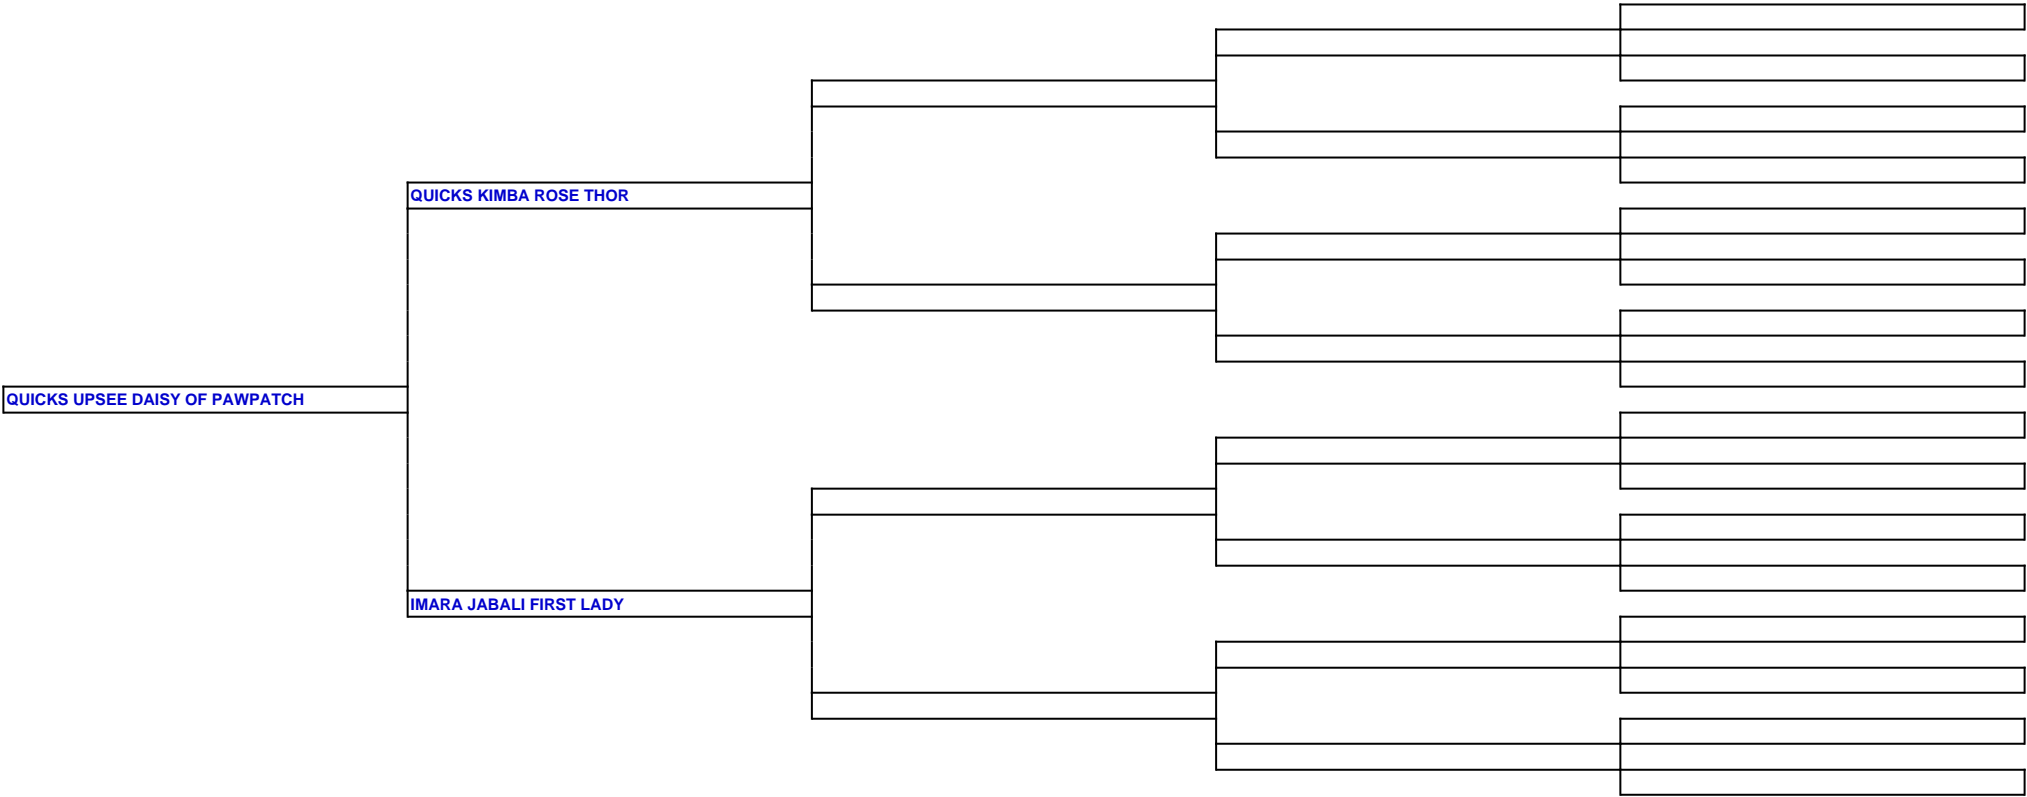 QUICKS KIMBA ROSE THOR
QUICKS UPSEE DAISY OF PAWPATCH
IMARA JABALI FIRST LADY